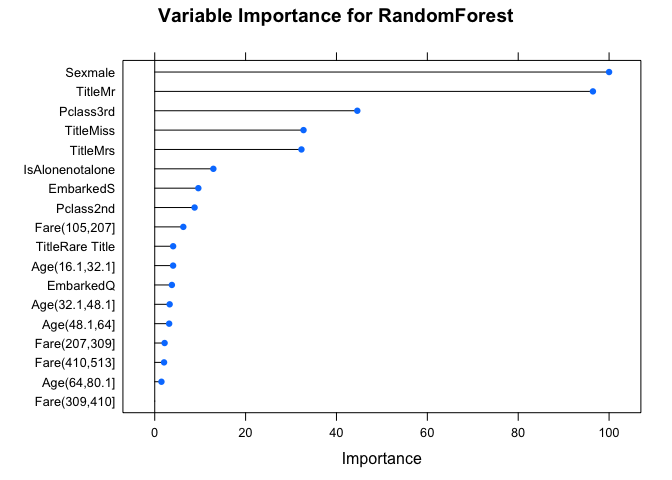 Variable Importance for RandomForest
Sexmale
TitleMr
Pclass3rd
TitleMiss
TitleMrs
IsAlonenotalone
EmbarkedS
Pclass2nd
Fare(105,207]
TitleRare Title
Age(16.1,32.1]
EmbarkedQ
Age(32.1,48.1]
Age(48.1,64]
Fare(207,309]
Fare(410,513]
Age(64,80.1]
Fare(309,410]
0 20 40 60 80 100
Importance